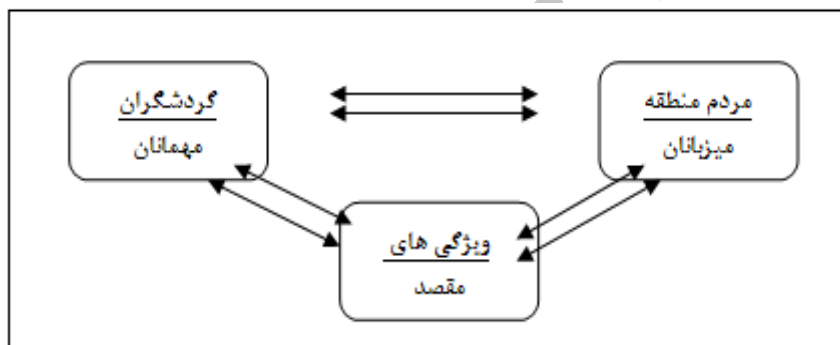 مردم منطقه
میزبانان
گردشگران
مهمانان
ویژگی های
مقصد